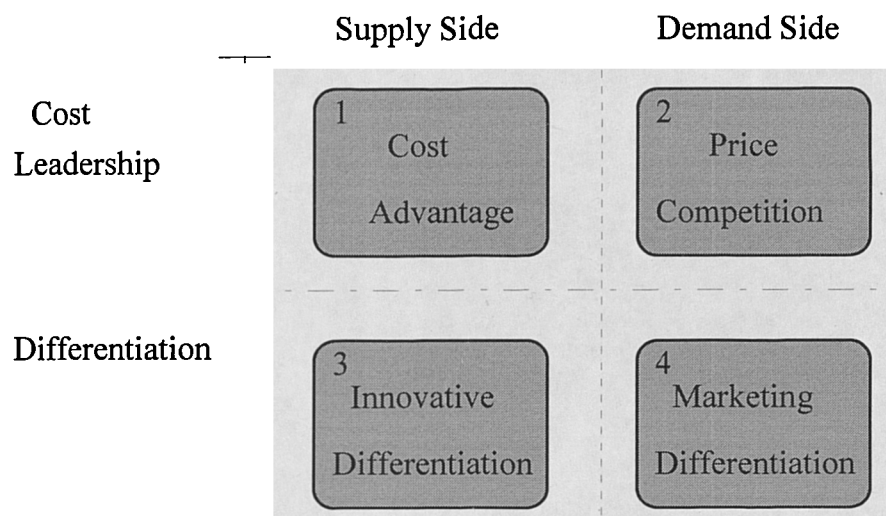 Supply Side Demand Side
Cost
Leadership
1 2
Cost Price
Advantage Competition
Differentiation
3 4
Innovative Marketing
Differentiation Differentiation